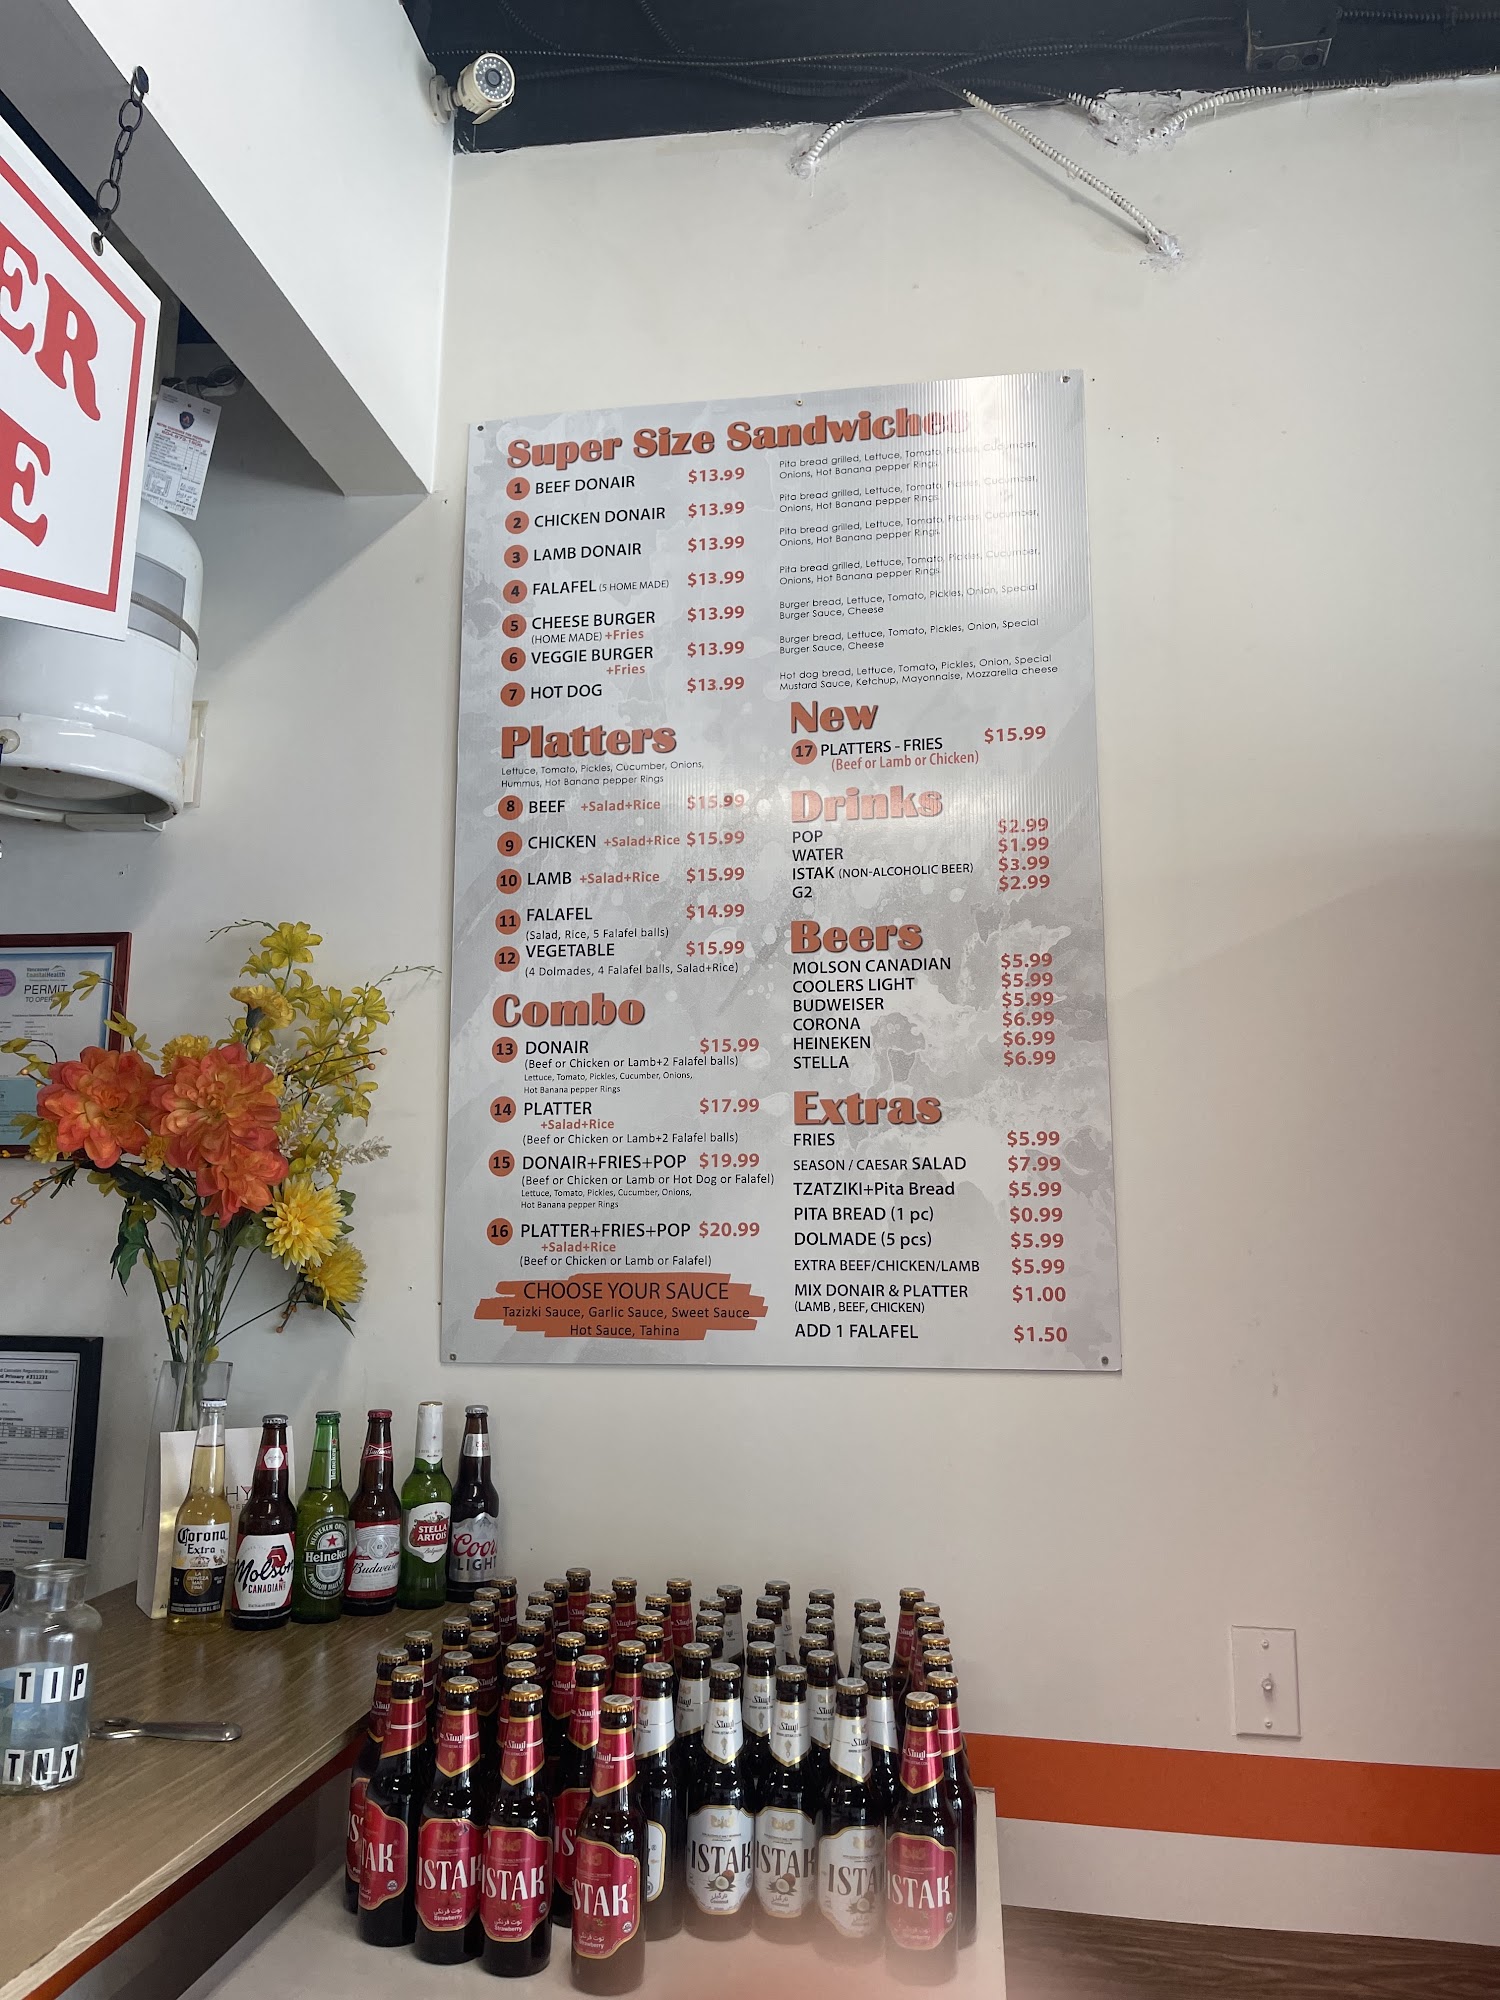 ER
E
PERMIT
TO OPER
Super Size Sandwiches
1 BEEF DONAIR $13.99 Pita bread grilled, Lettuce, Tomato, Pickles, Cucumber,
Onions, Hot Banana pepper Rings
2 CHICKEN DONAIR $13.99 Pita bread grilled, Lettuce, Tomato, Pickles, Cucumber,
Onions, Hot Banana pepper Rings
3 LAMB DONAIR $13.99 Pita bread grilled, Lettuce, Tomato, Pickles, Cucumber,
Onions, Hot Banana pepper Rings
4 FALAFEL (5 HOME MADE) $13.99 Pita bread grilled, Lettuce, Tomato, Pickles, Cucumber,
Onions, Hot Banana pepper Rings
5 CHEESE BURGER $13.99 Burger bread, Lettuce, Tomato, Pickles, Onion, Special
(HOME MADE) +Fries Burger Sauce, Cheese
6 VEGGIE BURGER $13.99 Burger bread, Lettuce, Tomato, Pickles, Onion, Special
+Fries Burger Sauce, Cheese
7 HOT DOG $13.99 Hot dog bread, Lettuce, Tomato, Pickles, Onion, Special
Mustard Sauce, Ketchup, Mayonnaise, Mozzarella cheese
Platters
Lettuce, Tomato, Pickles, Cucumber, Onions,
Hummus, Hot Banana pepper Rings
8 BEEF +Salad+Rice $15.99
9 CHICKEN +Salad+Rice $15.99
10 LAMB +Salad+Rice $15.99
11 FALAFEL $14.99
(Salad, Rice, 5 Falafel balls)
12 VEGETABLE $15.99
(4 Dolmades, 4 Falafel balls, Salad+Rice)
Combo
13 DONAIR $15.99
(Beef or Chicken or Lamb+2 Falafel balls)
Lettuce, Tomato, Pickles, Cucumber, Onions,
Hot Banana pepper Rings
14 PLATTER $17.99
+Salad+Rice
(Beef or Chicken or Lamb+2 Falafel balls)
15 DONAIR+FRIES+POP $19.99
(Beef or Chicken or Lamb or Hot Dog or Falafel)
Lettuce, Tomato, Pickles, Cucumber, Onions,
Hot Banana pepper Rings
16 PLATTER+FRIES+POP $20.99
+Salad+Rice
(Beef or Chicken or Lamb or Falafel)
CHOOSE YOUR SAUCE
Tazizki Sauce, Garlic Sauce, Sweet Sauce
Hot Sauce, Tahina
New
17 PLATTERS - FRIES $15.99
(Beef or Lamb or Chicken)
Drinks
POP $2.99
WATER $1.99
ISTAK (NON-ALCOHOLIC BEER) $3.99
G2 $2.99
Beers
MOLSON CANADIAN $5.99
COOLERS LIGHT $5.99
BUDWEISER $5.99
CORONA $6.99
HEINEKEN $6.99
STELLA $6.99
Extras
FRIES $5.99
SEASON / CAESAR SALAD $7.99
TZATZIKI+Pita Bread $5.99
PITA BREAD (1 pc) $0.99
DOLMADE (5 pcs) $5.99
EXTRA BEEF/CHICKEN/LAMB $5.99
MIX DONAIR & PLATTER $1.00
(LAMB , BEEF, CHICKEN)
ADD 1 FALAFEL $1.50
Corona
Extra
Molson
CANADIAN
Heineken
Budweiser
STELLA
ARTOIS
Coors
LIGHT
TIP
TNX
STAK
ISTAK
ISTAK
STAK
ISTAK
ISTAK
ISTA
ISTAK